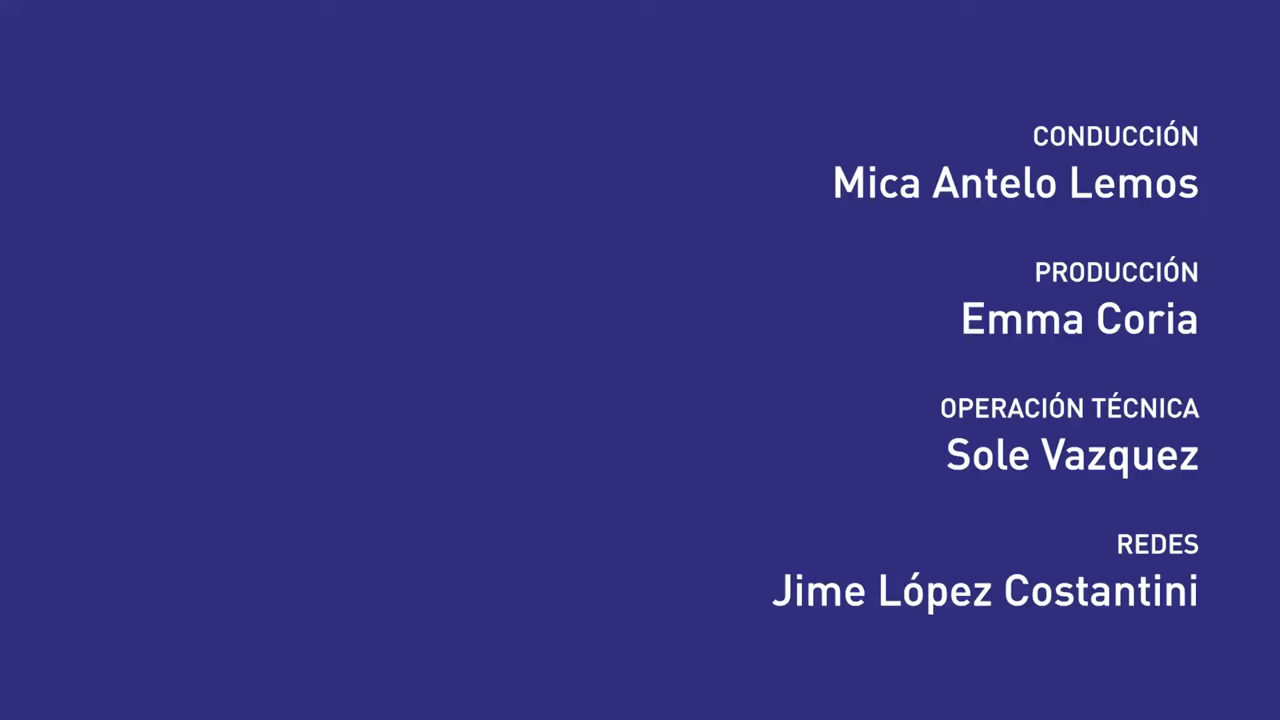 CONDUCCIÓN
Mica Antelo Lemos
PRODUCCIÓN
Emma Coria
OPERACIÓN TÉCNICA
Sole Vazquez
REDES
Jime López Costantini